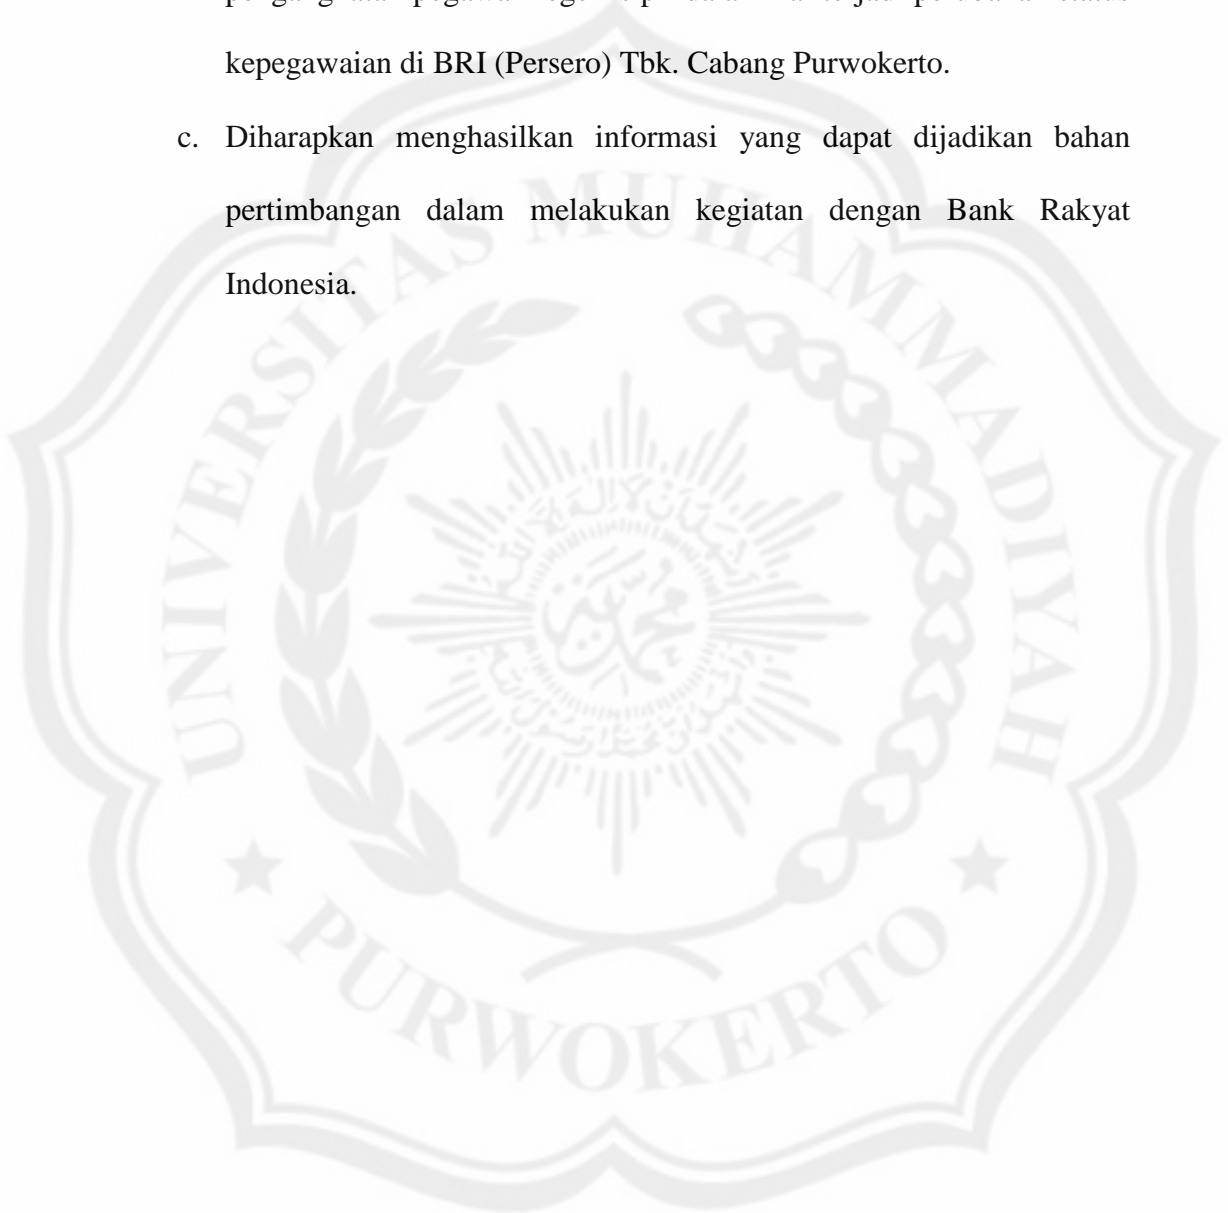 kepegawaian di BRI (Persero) Tbk. Cabang Purwokerto.
c. Diharapkan menghasilkan informasi yang dapat dijadikan bahan
pertimbangan dalam melakukan kegiatan dengan Bank Rakyat
Indonesia.
UNIVERSITAS MUHAMMADIYAH
PURWOKERTO